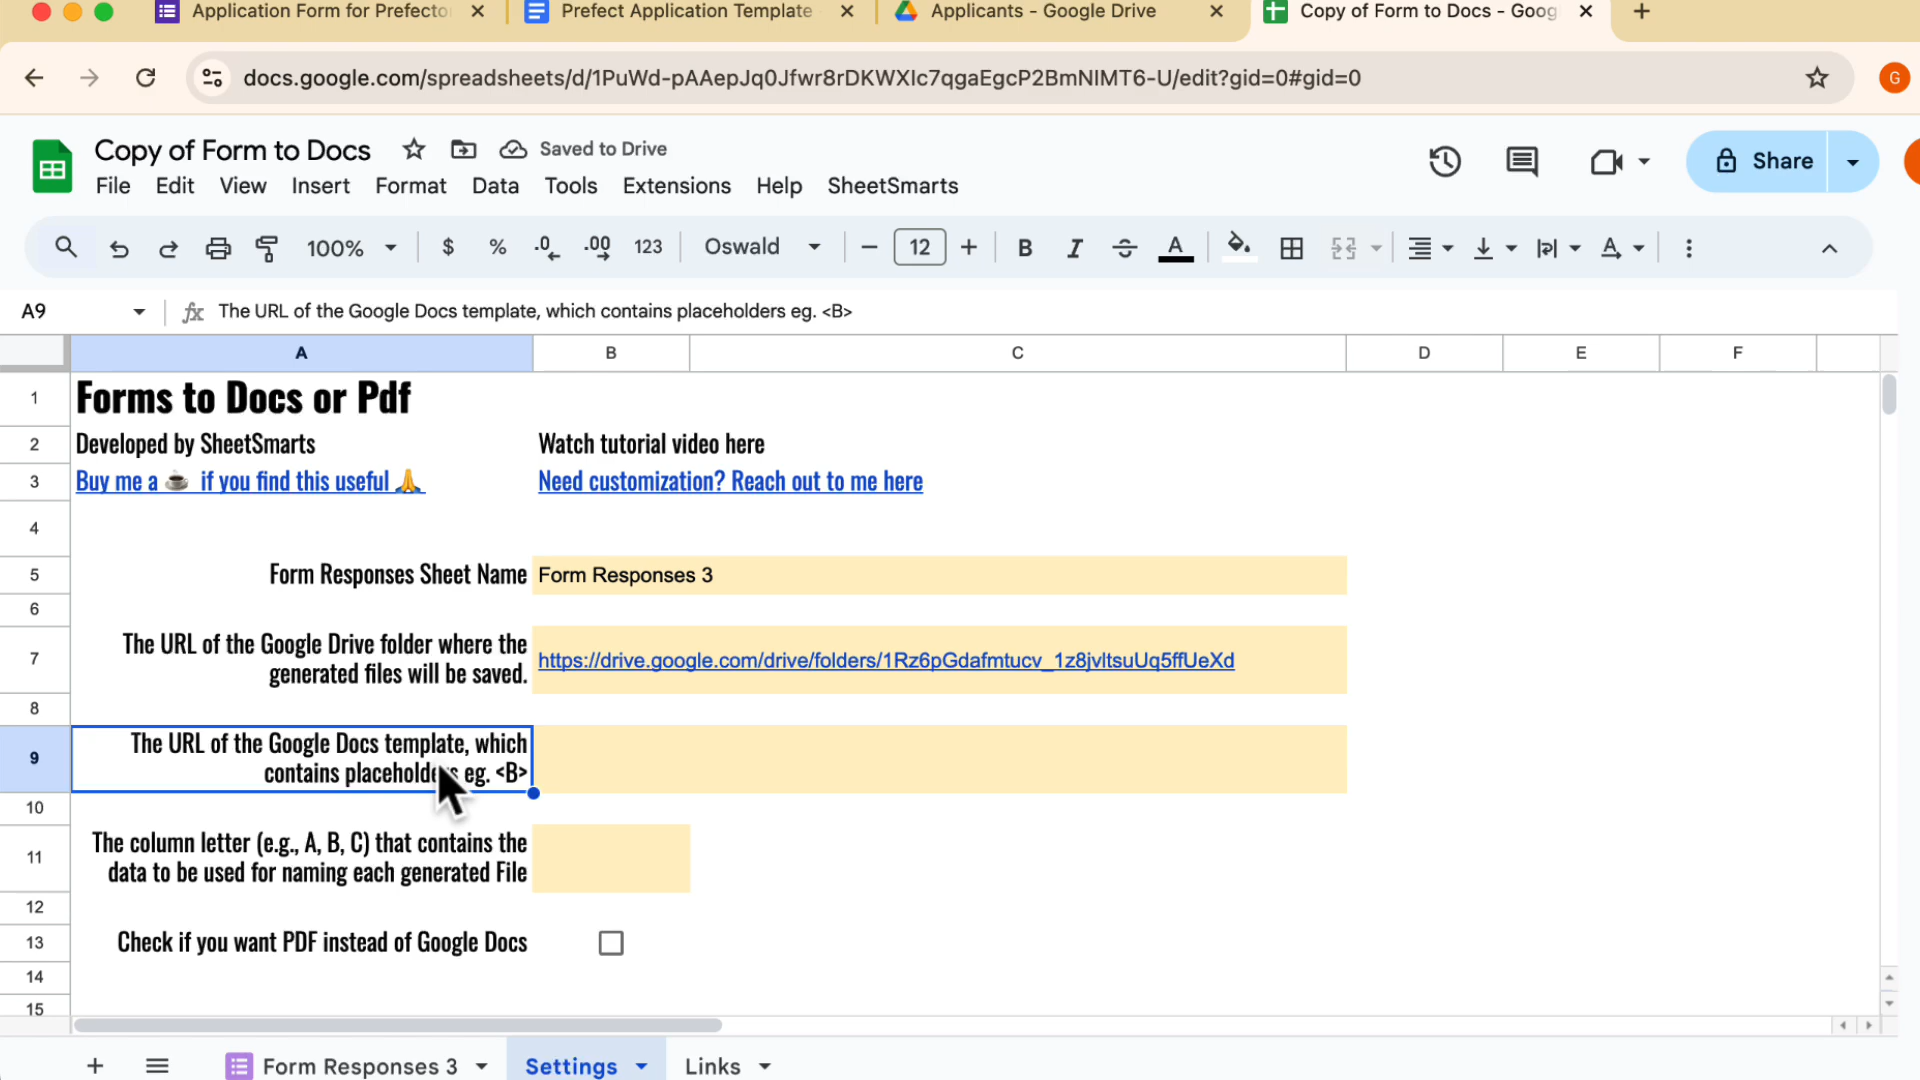 Application Form for Prefector
Prefect Application Template
Applicants - Google Drive
Copy of Form to Docs - Goog
docs.google.com/spreadsheets/d/1PuWd-pAAepJq0Jfwr8rDKWXIc7qgaEgcP2BmNIMT6-U/edit?gid=0#gid=0
G
Copy of Form to Docs
Saved to Drive
File Edit View Insert Format Data Tools Extensions Help SheetSmarts
Share
100% $ % .0 .00 123 Oswald 12 B I S A
A9 fx The URL of the Google Docs template, which contains placeholders eg. <B>
A B C D E F
1 Forms to Docs or Pdf
2 Developed by SheetSmarts Watch tutorial video here
3 Buy me a ☕ if you find this useful 🙏 Need customization? Reach out to me here
4
5 Form Responses Sheet Name Form Responses 3
6
The URL of the Google Drive folder where the
7 generated files will be saved. https://drive.google.com/drive/folders/1Rz6pGdafmtucv_1z8jvltsuUq5ffUeXd
8
The URL of the Google Docs template, which
9 contains placeholders eg. <B>
10
The column letter (e.g., A, B, C) that contains the
11 data to be used for naming each generated File
12
13 Check if you want PDF instead of Google Docs
14
15
Form Responses 3 Settings Links